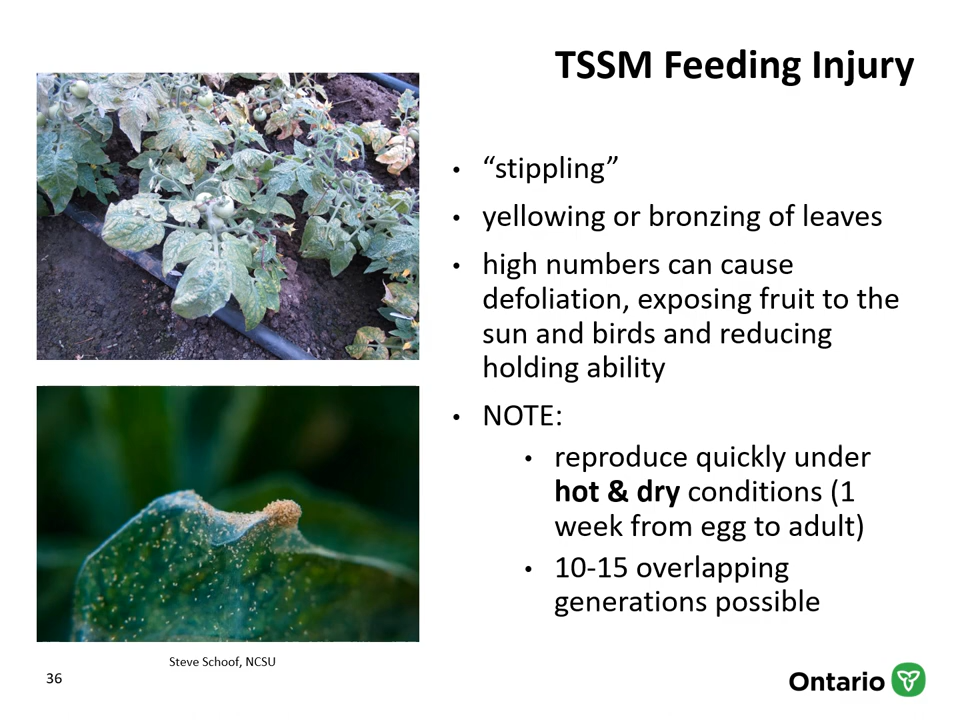 TSSM Feeding Injury
• “stippling”
• yellowing or bronzing of leaves
• high numbers can cause
defoliation, exposing fruit to the
sun and birds and reducing
holding ability
• NOTE:
• reproduce quickly under
hot & dry conditions (1
week from egg to adult)
• 10-15 overlapping
generations possible
Steve Schoof, NCSU
36
Ontario